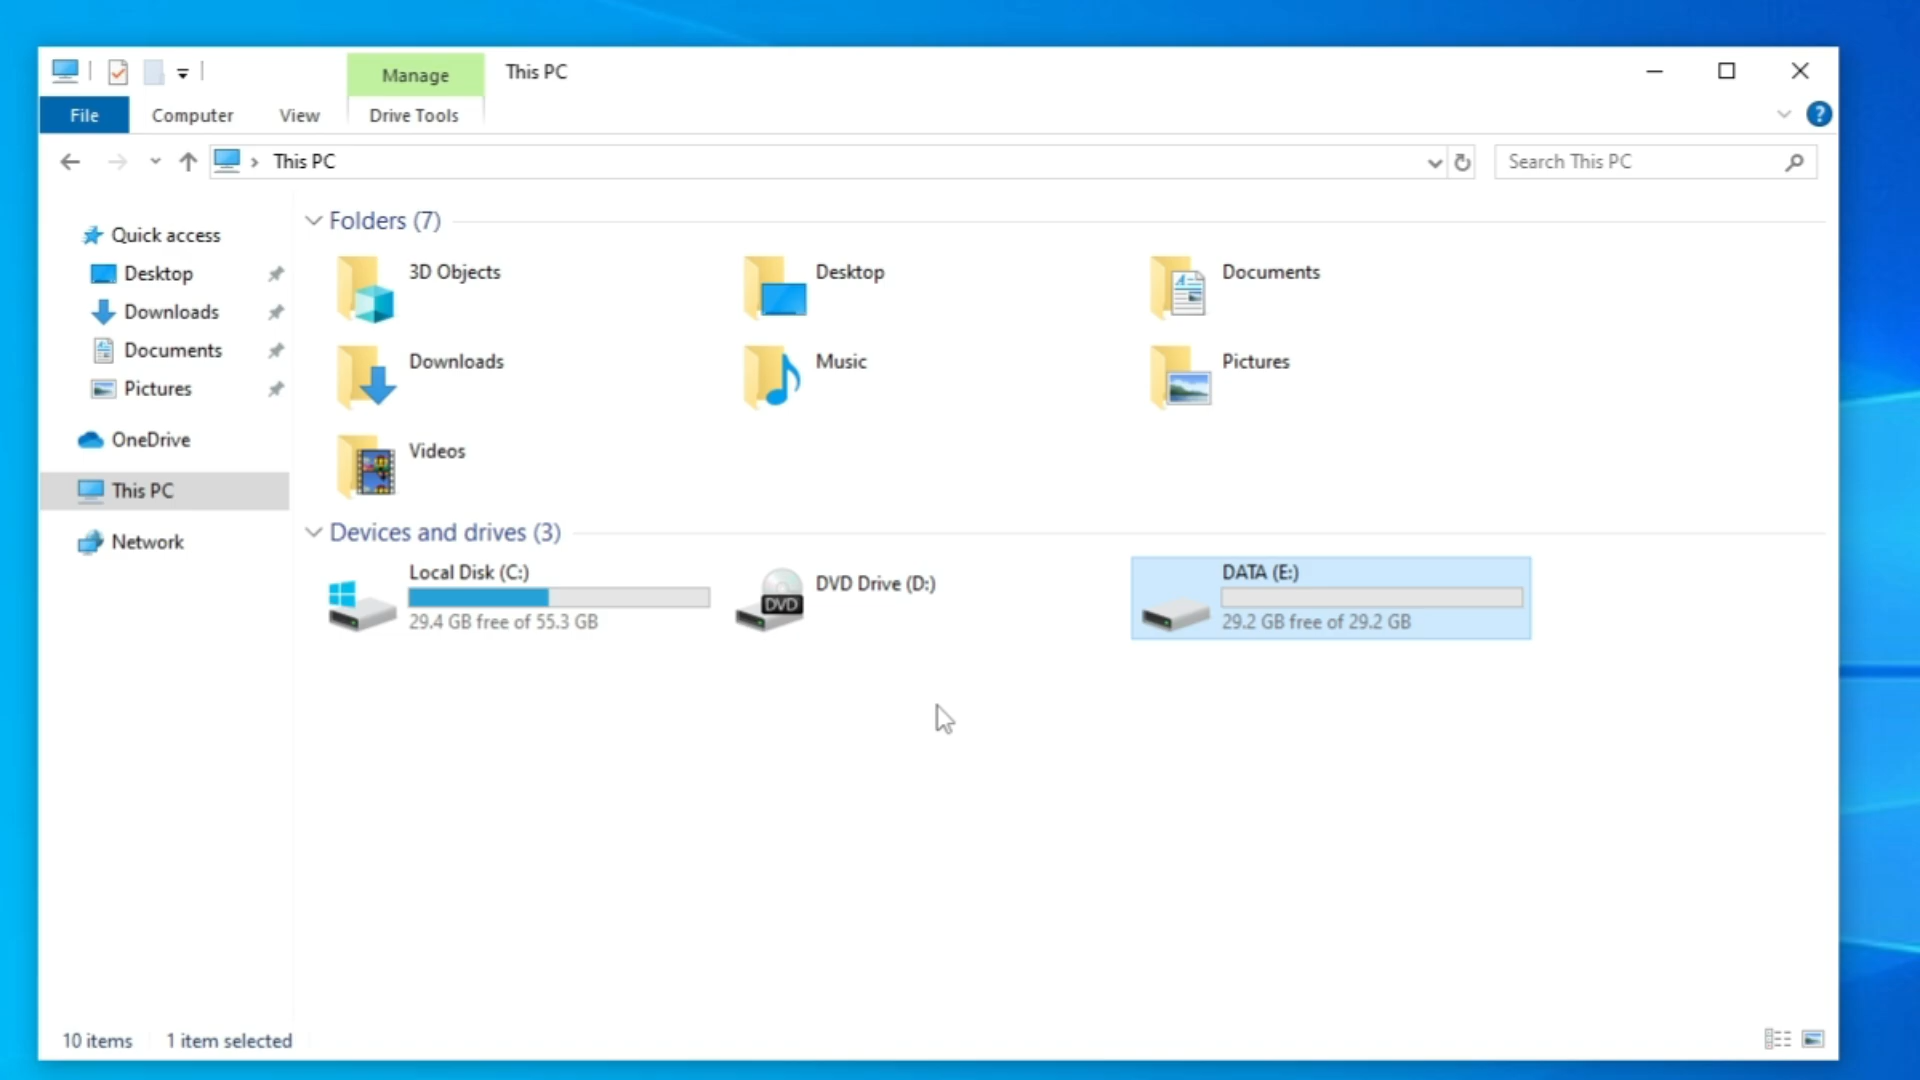 Manage
This PC
File
Computer
View
Drive Tools
?
This PC
Search This PC
Quick access
Desktop
Downloads
Documents
Pictures
OneDrive
This PC
Network
Folders (7)
3D Objects
Desktop
Documents
Downloads
Music
Pictures
Videos
Devices and drives (3)
Local Disk (C:)
29.4 GB free of 55.3 GB
DVD
DVD Drive (D:)
DATA (E:)
29.2 GB free of 29.2 GB
10 items
1 item selected